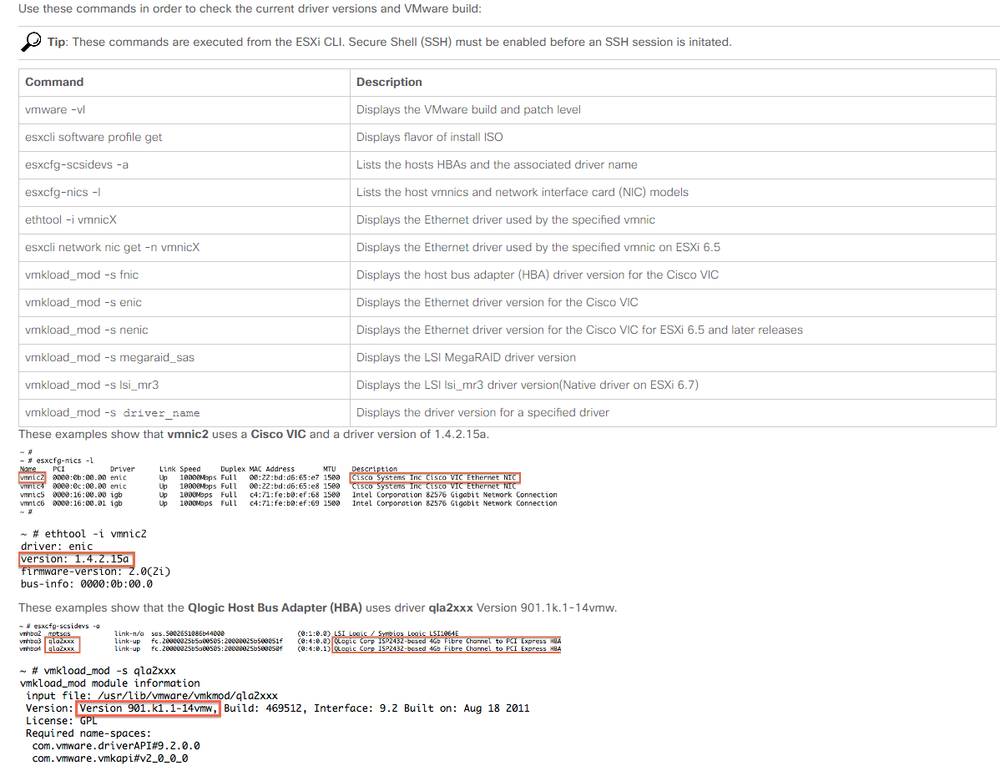 Use these commands in order to check the current driver versions and VMware build:
Tip: These commands are executed from the ESXi CLI. Secure Shell (SSH) must be enabled before an SSH session is initated.
Command Description
vmware -vl Displays the VMware build and patch level
esxcli software profile get Displays flavor of install ISO
esxcfg-scsidevs -a Lists the hosts HBAs and the associated driver name
esxcfg-nics -l Lists the host vmnics and network interface card (NIC) models
ethtool -i vmnicX Displays the Ethernet driver used by the specified vmnic
esxcli network nic get -n vmnicX Displays the Ethernet driver used by the specified vmnic on ESXi 6.5
vmkload_mod -s fnic Displays the host bus adapter (HBA) driver version for the Cisco VIC
vmkload_mod -s enic Displays the Ethernet driver version for the Cisco VIC
vmkload_mod -s nenic Displays the Ethernet driver version for the Cisco VIC for ESXi 6.5 and later releases
vmkload_mod -s megaraid_sas Displays the LSI MegaRAID driver version
vmkload_mod -s lsi_mr3 Displays the LSI lsi_mr3 driver version(Native driver on ESXi 6.7)
vmkload_mod -s driver_name Displays the driver version for a specified driver
These examples show that vmnic2 uses a Cisco VIC and a driver version of 1.4.2.15a.
~ #
~ # esxcfg-nics -l
Name PCI Driver Link Speed Duplex MAC Address MTU Description
vmnic2 0000:0b:00.00 enic Up 10000Mbps Full 00:22:bd:d6:65:e7 1500 Cisco Systems Inc Cisco VIC Ethernet NIC
vmnic4 0000:0c:00.00 enic Up 10000Mbps Full 00:22:bd:d6:65:e8 1500 Cisco Systems Inc Cisco VIC Ethernet NIC
vmnic5 0000:16:00.00 igb Up 1000Mbps Full c4:71:fe:b0:ef:68 1500 Intel Corporation 82576 Gigabit Network Connection
vmnic6 0000:16:00.01 igb Up 1000Mbps Full c4:71:fe:b0:ef:69 1500 Intel Corporation 82576 Gigabit Network Connection
~ #
~ # ethtool -i vmnic2
driver: enic
version: 1.4.2.15a
firmware-version: 2.0(2i)
bus-info: 0000:0b:00.0
These examples show that the Qlogic Host Bus Adapter (HBA) uses driver qla2xxx Version 901.1k.1-14vmw.
~ # esxcfg-scsidevs -a
vmhba2 mptsas link-n/a sas.5002651086b44000 (0:1:0.0) LSI Logic / Symbios Logic LSI1064E
vmhba3 qla2xxx link-up fc.20000025b5a00505:20000025b500051f (0:4:0.0) QLogic Corp ISP2432-based 4Gb Fibre Channel to PCI Express HBA
vmhba4 qla2xxx link-up fc.20000025b5a00505:20000025b500050f (0:4:0.1) QLogic Corp ISP2432-based 4Gb Fibre Channel to PCI Express HBA
~ # vmkload_mod -s qla2xxx
vmkload_mod module information
input file: /usr/lib/vmware/vmkmod/qla2xxx
Version: Version 901.k1.1-14vmw, Build: 469512, Interface: 9.2 Built on: Aug 18 2011
License: GPL
Required name-spaces:
com.vmware.driverAPI#9.2.0.0
com.vmware.vmkapi#v2_0_0_0